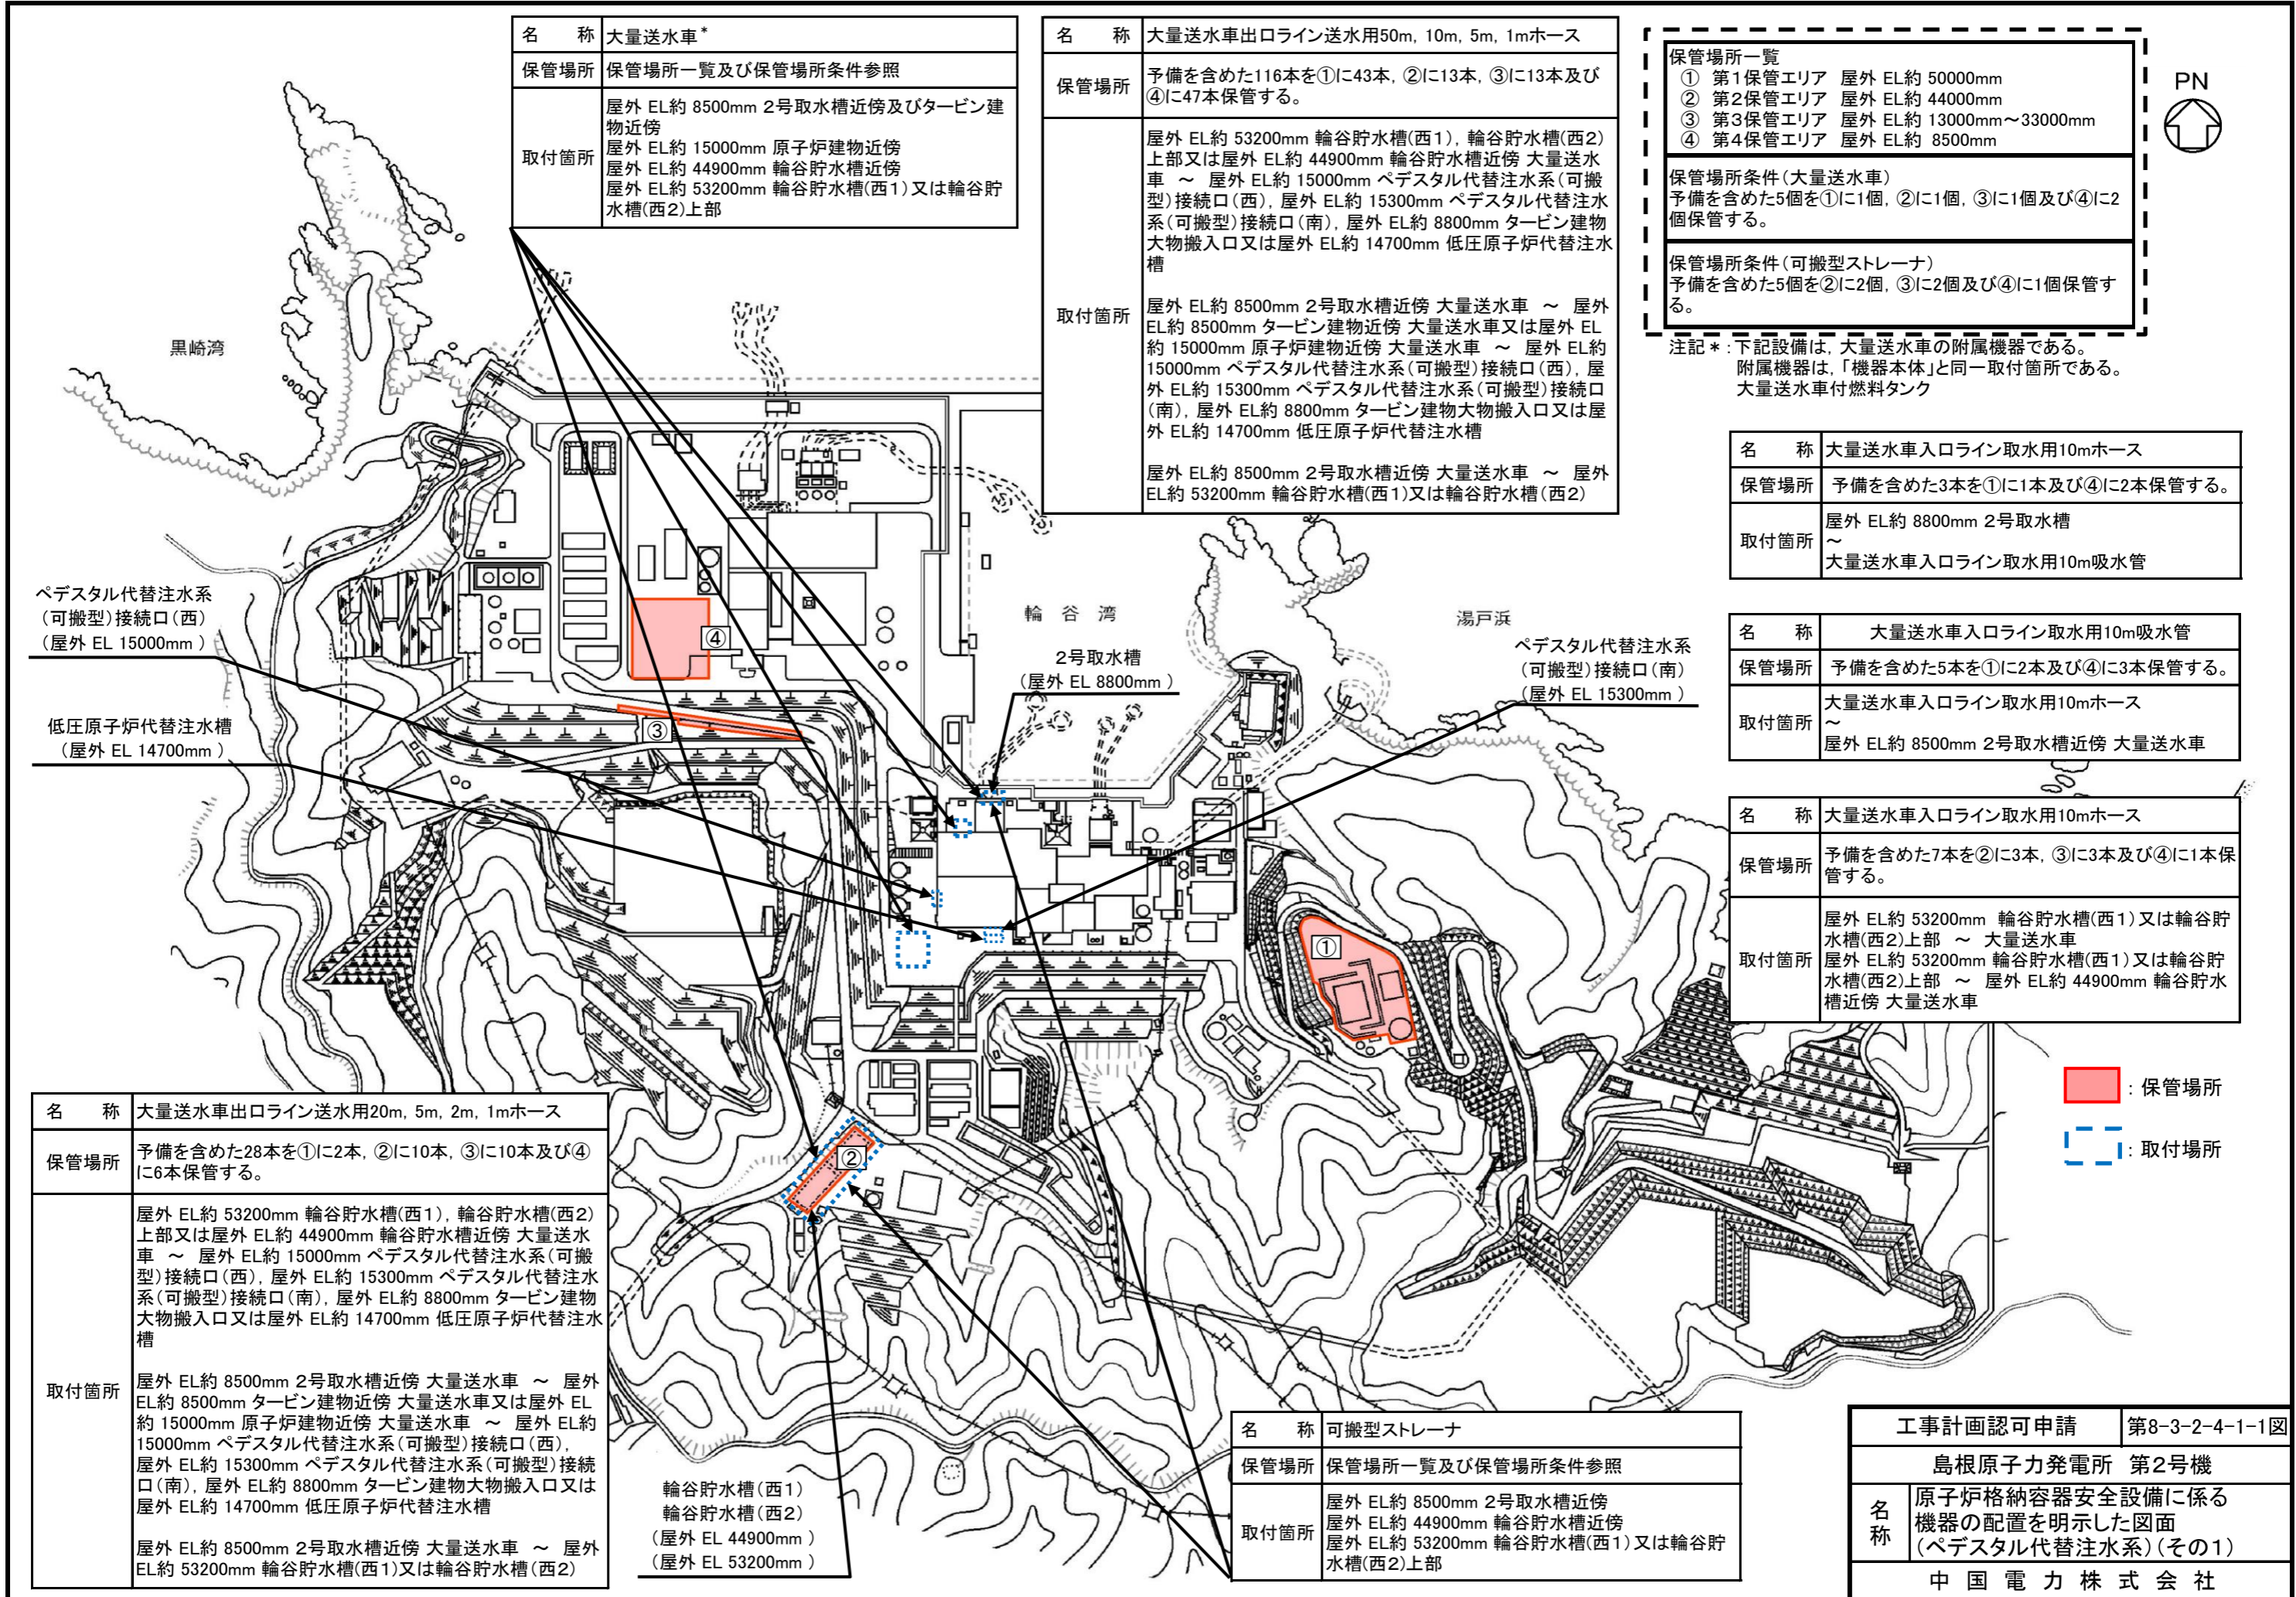 名　称 大量送水車*
保管場所 保管場所一覧及び保管場所条件参照
取付箇所
屋外 EL約 8500mm 2号取水槽近傍及びタービン建
物近傍
屋外 EL約 15000mm 原子炉建物近傍
屋外 EL約 44900mm 輪谷貯水槽近傍
屋外 EL約 53200mm 輪谷貯水槽(西1)又は輪谷貯
水槽(西2)上部
名　称 大量送水車出口ライン送水用50m, 10m, 5m, 1mホース
保管場所
予備を含めた116本を①に43本, ②に13本, ③に13本及び
④に47本保管する。
取付箇所
屋外 EL約 53200mm 輪谷貯水槽(西1), 輪谷貯水槽(西2)
上部又は屋外 EL約 44900mm 輪谷貯水槽近傍 大量送水
車 ～ 屋外 EL約 15000mm ペデスタル代替注水系(可搬
型)接続口(西), 屋外 EL約 15300mm ペデスタル代替注水
系(可搬型)接続口(南), 屋外 EL約 8800mm タービン建物
大物搬入口又は屋外 EL約 14700mm 低圧原子炉代替注水
槽
屋外 EL約 8500mm 2号取水槽近傍 大量送水車 ～ 屋外
EL約 8500mm タービン建物近傍 大量送水車又は屋外 EL
約 15000mm 原子炉建物近傍 大量送水車 ～ 屋外 EL約
15000mm ペデスタル代替注水系(可搬型)接続口(西), 屋
外 EL約 15300mm ペデスタル代替注水系(可搬型)接続口
(南), 屋外 EL約 8800mm タービン建物大物搬入口又は屋
外 EL約 14700mm 低圧原子炉代替注水槽
屋外 EL約 8500mm 2号取水槽近傍 大量送水車 ～ 屋外
EL約 53200mm 輪谷貯水槽(西1)又は輪谷貯水槽(西2)
保管場所一覧
① 第1保管エリア 屋外 EL約 50000mm
② 第2保管エリア 屋外 EL約 44000mm
③ 第3保管エリア 屋外 EL約 13000mm～33000mm
④ 第4保管エリア 屋外 EL約 8500mm
保管場所条件(大量送水車)
予備を含めた5個を①に1個, ②に1個, ③に1個及び④に2
個保管する。
保管場所条件(可搬型ストレーナ)
予備を含めた5個を②に2個, ③に2個及び④に1個保管す
る。
PN
注記*:下記設備は, 大量送水車の附属機器である。
附属機器は, 「機器本体」と同一取付箇所である。
大量送水車付燃料タンク
名　称 大量送水車入口ライン取水用10mホース
保管場所 予備を含めた3本を①に1本及び④に2本保管する。
取付箇所
屋外 EL約 8800mm 2号取水槽
～
大量送水車入口ライン取水用10m吸水管
名　称 大量送水車入口ライン取水用10m吸水管
保管場所 予備を含めた5本を①に2本及び④に3本保管する。
取付箇所
大量送水車入口ライン取水用10mホース
～
屋外 EL約 8500mm 2号取水槽近傍 大量送水車
名　称 大量送水車入口ライン取水用10mホース
保管場所
予備を含めた7本を②に3本, ③に3本及び④に1本保
管する。
取付箇所
屋外 EL約 53200mm 輪谷貯水槽(西1)又は輪谷貯
水槽(西2)上部 ～ 大量送水車
屋外 EL約 53200mm 輪谷貯水槽(西1)又は輪谷貯
水槽(西2)上部 ～ 屋外 EL約 44900mm 輪谷貯水
槽近傍 大量送水車
黒崎湾
輪谷湾
湯戸浜
ペデスタル代替注水系
(可搬型)接続口(西)
(屋外 EL 15000mm )
低圧原子炉代替注水槽
(屋外 EL 14700mm )
2号取水槽
(屋外 EL 8800mm )
ペデスタル代替注水系
(可搬型)接続口(南)
(屋外 EL 15300mm )
④
③
①
②
: 保管場所
: 取付場所
名　称 大量送水車出口ライン送水用20m, 5m, 2m, 1mホース
保管場所
予備を含めた28本を①に2本, ②に10本, ③に10本及び④
に6本保管する。
取付箇所
屋外 EL約 53200mm 輪谷貯水槽(西1), 輪谷貯水槽(西2)
上部又は屋外 EL約 44900mm 輪谷貯水槽近傍 大量送水
車 ～ 屋外 EL約 15000mm ペデスタル代替注水系(可搬
型)接続口(西), 屋外 EL約 15300mm ペデスタル代替注水
系(可搬型)接続口(南), 屋外 EL約 8800mm タービン建物
大物搬入口又は屋外 EL約 14700mm 低圧原子炉代替注水
槽
屋外 EL約 8500mm 2号取水槽近傍 大量送水車 ～ 屋外
EL約 8500mm タービン建物近傍 大量送水車又は屋外 EL
約 15000mm 原子炉建物近傍 大量送水車 ～ 屋外 EL約
15000mm ペデスタル代替注水系(可搬型)接続口(西),
屋外 EL約 15300mm ペデスタル代替注水系(可搬型)接続
口(南), 屋外 EL約 8800mm タービン建物大物搬入口又は
屋外 EL約 14700mm 低圧原子炉代替注水槽
屋外 EL約 8500mm 2号取水槽近傍 大量送水車 ～ 屋外
EL約 53200mm 輪谷貯水槽(西1)又は輪谷貯水槽(西2)
輪谷貯水槽(西1)
輪谷貯水槽(西2)
(屋外 EL 44900mm )
(屋外 EL 53200mm )
名　称 可搬型ストレーナ
保管場所 保管場所一覧及び保管場所条件参照
取付箇所
屋外 EL約 8500mm 2号取水槽近傍
屋外 EL約 44900mm 輪谷貯水槽近傍
屋外 EL約 53200mm 輪谷貯水槽(西1)又は輪谷貯
水槽(西2)上部
工事計画認可申請 第8-3-2-4-1-1図
島根原子力発電所 第2号機
名称
原子炉格納容器安全設備に係る
機器の配置を明示した図面
(ペデスタル代替注水系)(その1)
中国電力株式会社